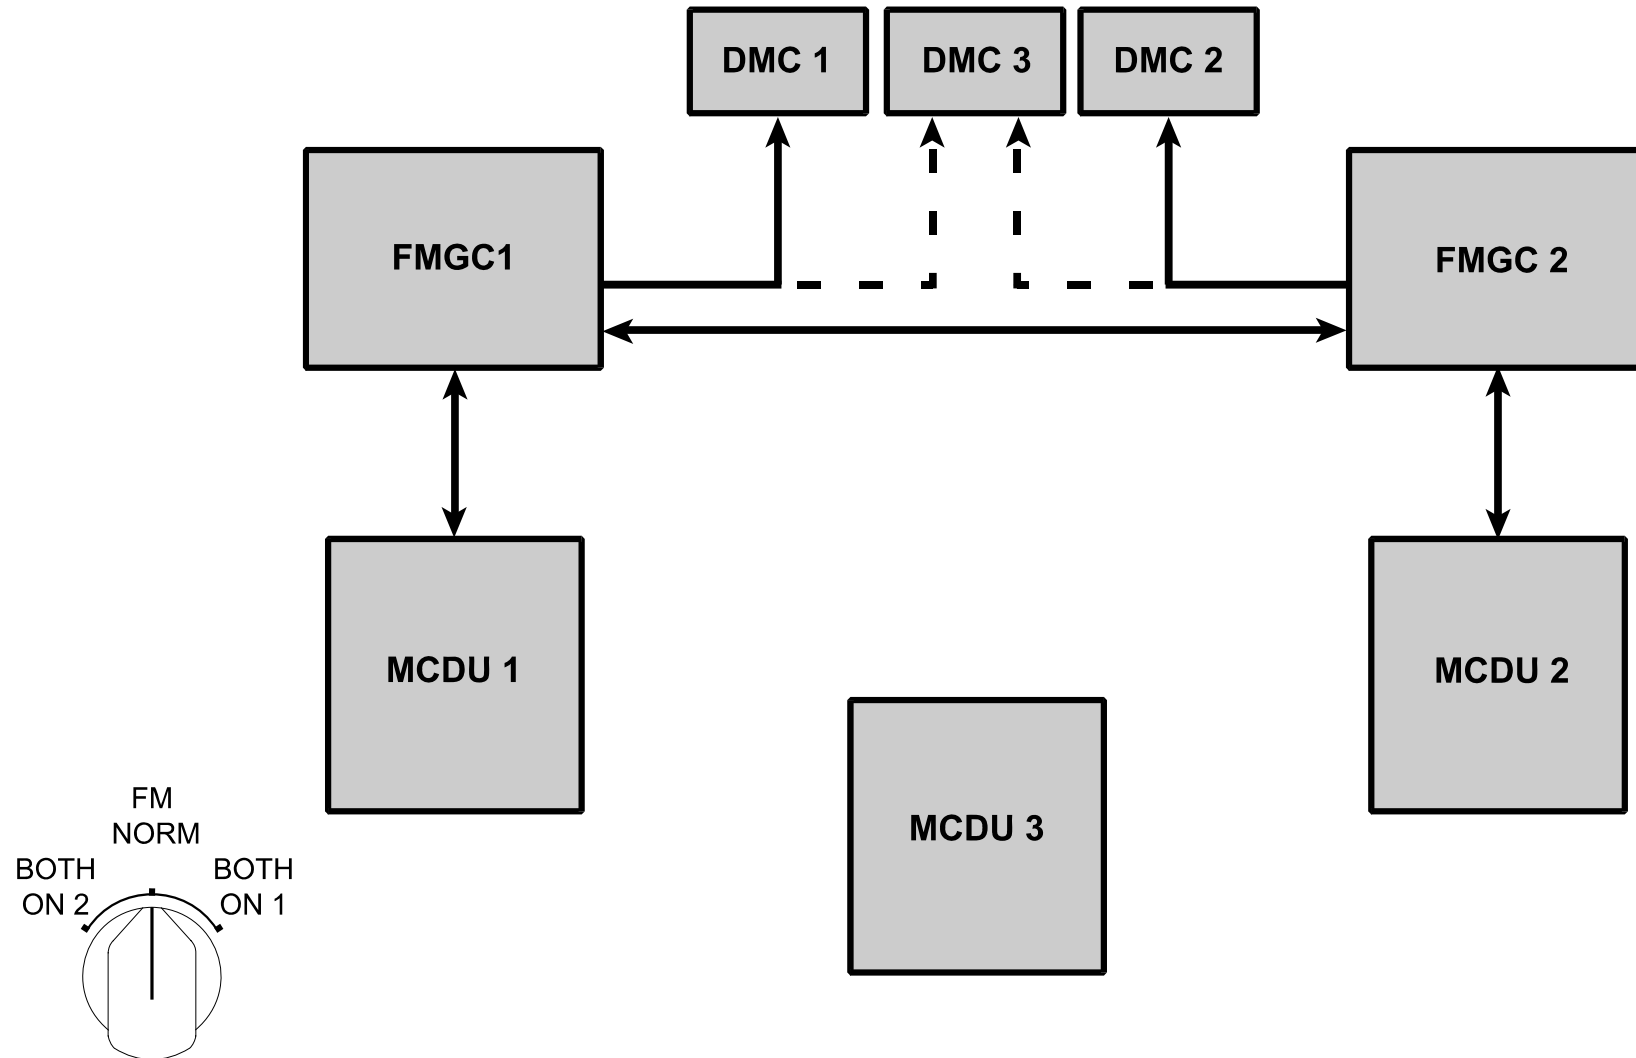 DMC 1
DMC 3
DMC 2
FMGC1
FMGC 2
MCDU 1
MCDU 2
MCDU 3
FM
NORM
BOTH
ON 2
BOTH
ON 1